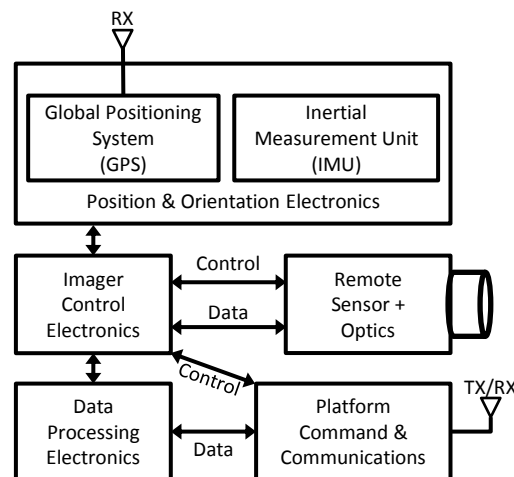 RX
Global Positioning
System
(GPS)
Inertial
Measurement Unit
(IMU)
Position & Orientation Electronics
Imager
Control
Electronics
Control
Data
Remote
Sensor +
Optics
Control
Data
Processing
Electronics
Data
Platform
Command &
Communications
TX/RX